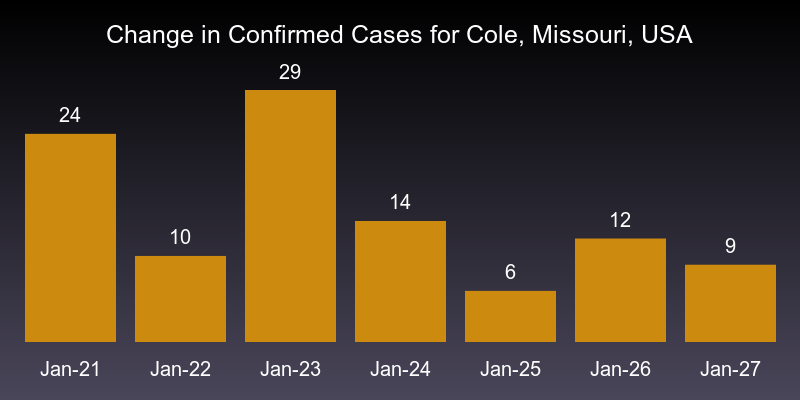 Change in Confirmed Cases for Cole, Missouri, USA
24
10
29
14
6
12
9
Jan-21
Jan-22
Jan-23
Jan-24
Jan-25
Jan-26
Jan-27